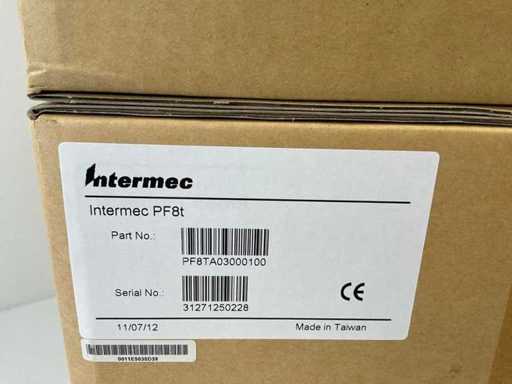 Intermec
Intermec PF8t
Part No.:
PF8TA03000100
Serial No.:
31271250228
CE
11/07/12
Made in Taiwan